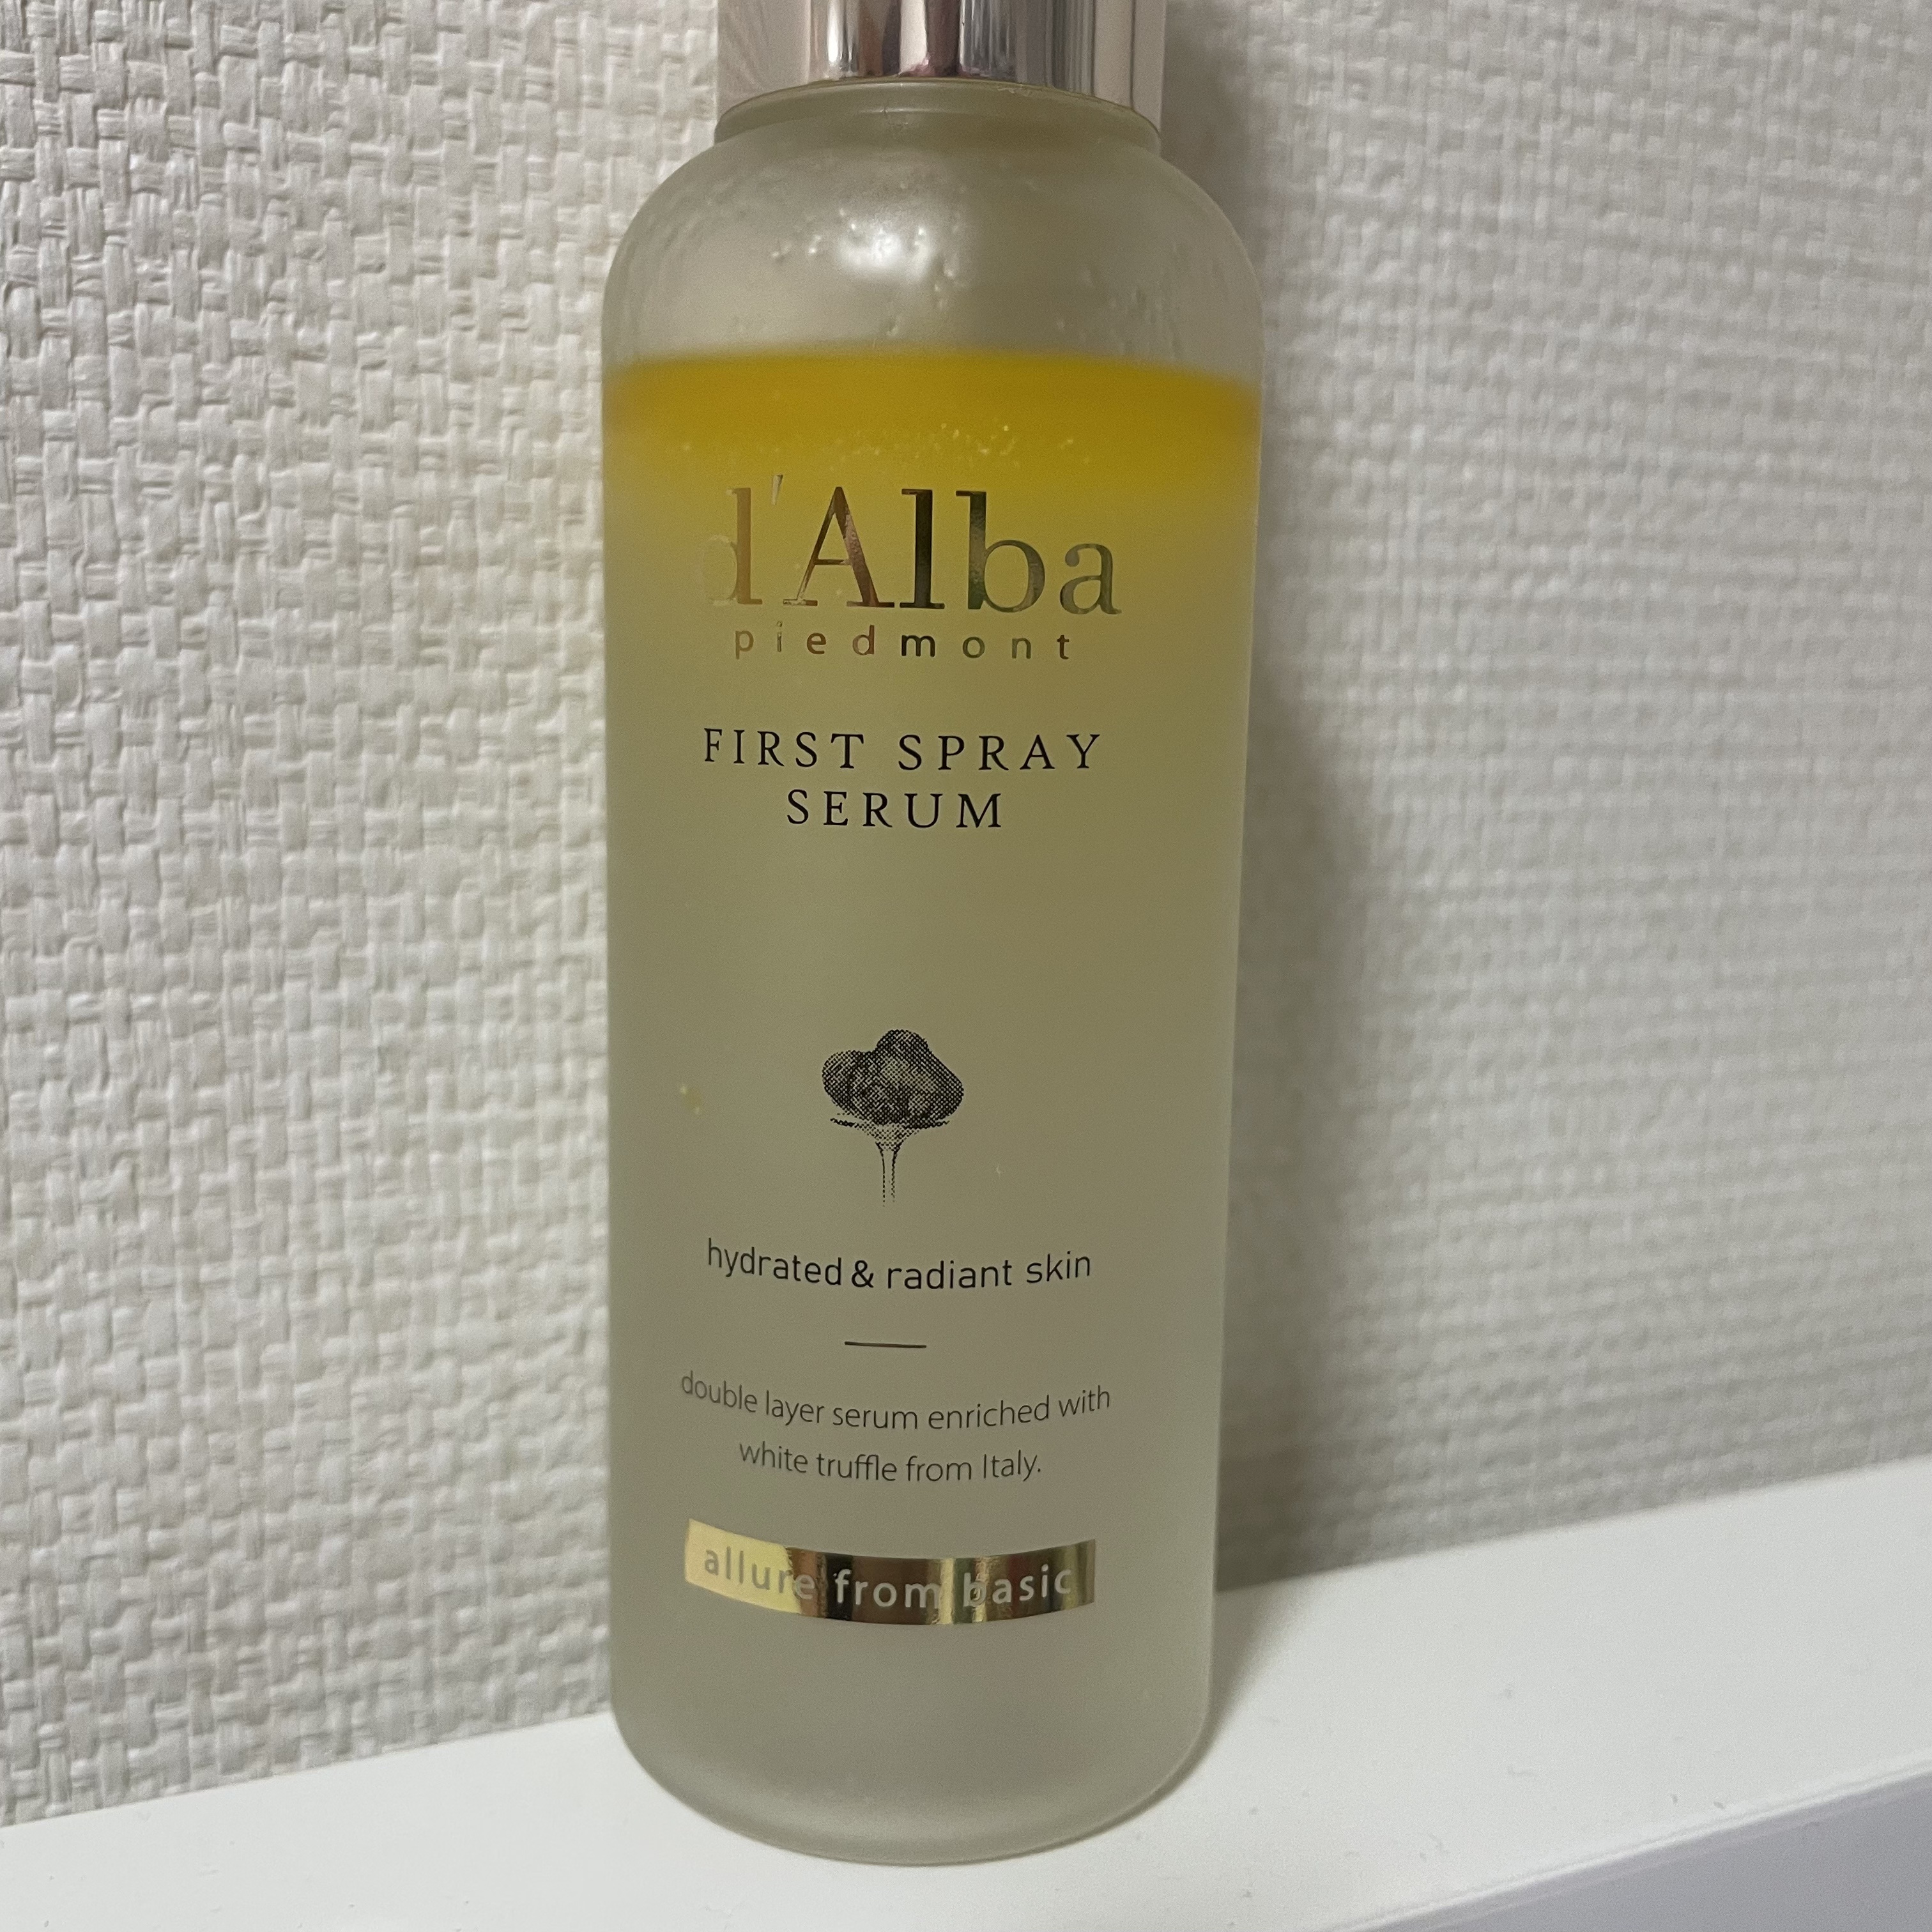 d'Alba
piedmont
FIRST SPRAY
SERUM
hydrated & radiant skin
double layer serum enriched with
white truffle from Italy.
allure from basic